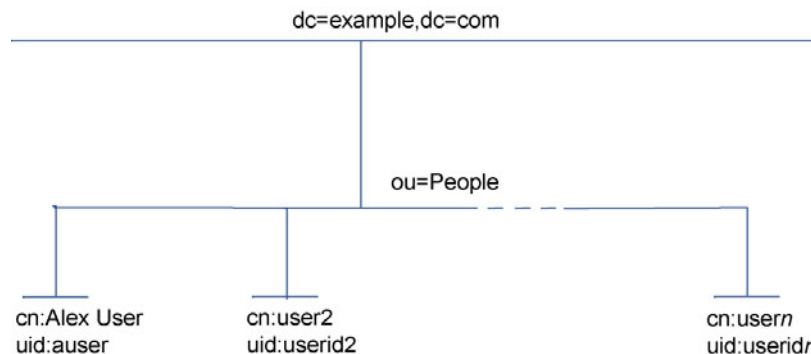 dc=example,dc=com
ou=People
cn:Alex User
uid:auser
cn:user2
uid:userid2
cn:usern
uid:useridn